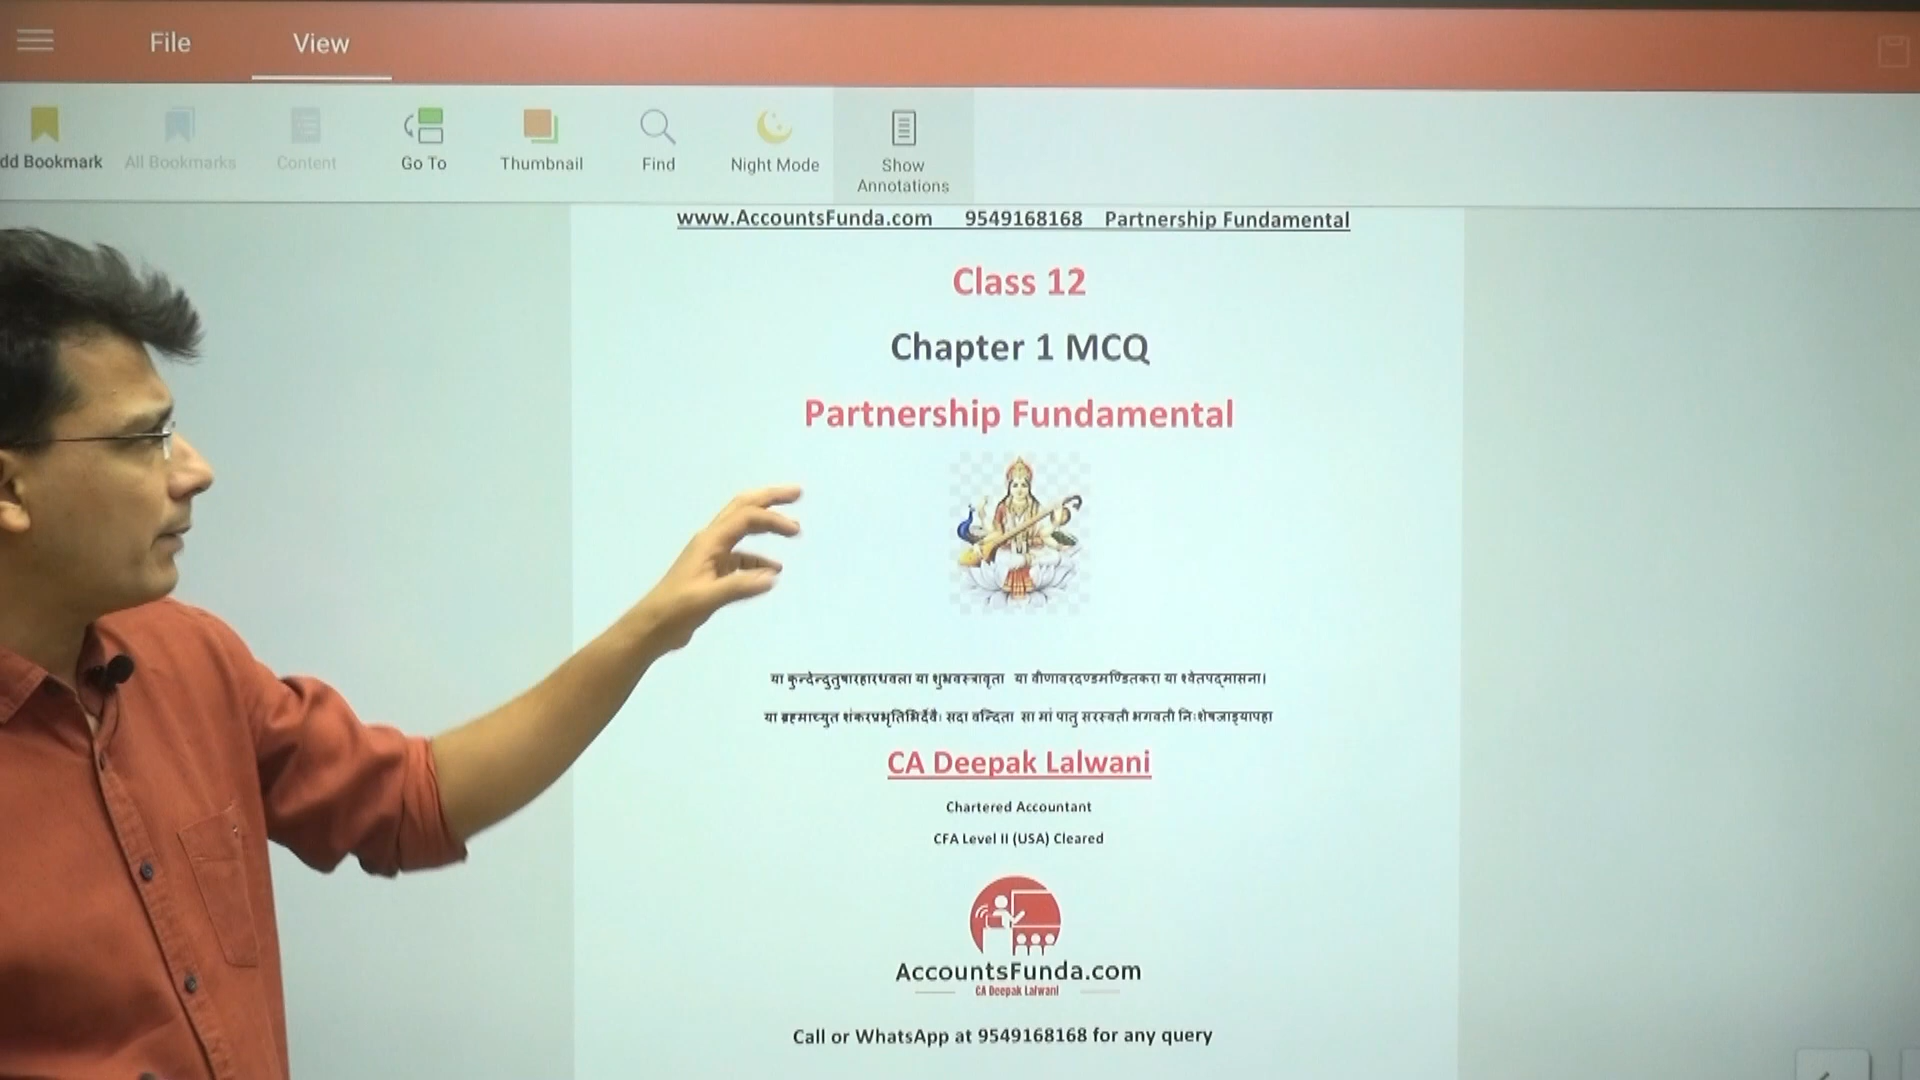 File View
dd Bookmark All Bookmarks Content Go To Thumbnail Find Night Mode Show Annotations
www.AccountsFunda.com 9549168168 Partnership Fundamental
Class 12
Chapter 1 MCQ
Partnership Fundamental
या कुन्देन्दुतुषारहारधवला या शुभ्रवस्त्रावृता या वीणावरदण्डमण्डितकरा या श्वेतपद्मासना।
या ब्रह्माच्युत शंकरप्रभृतिभिर्देवैः सदा वन्दिता सा मां पातु सरस्वती भगवती निःशेषजाड्यापहा
CA Deepak Lalwani
Chartered Accountant
CFA Level II (USA) Cleared
AccountsFunda.com
CA Deepak Lalwani
Call or WhatsApp at 9549168168 for any query